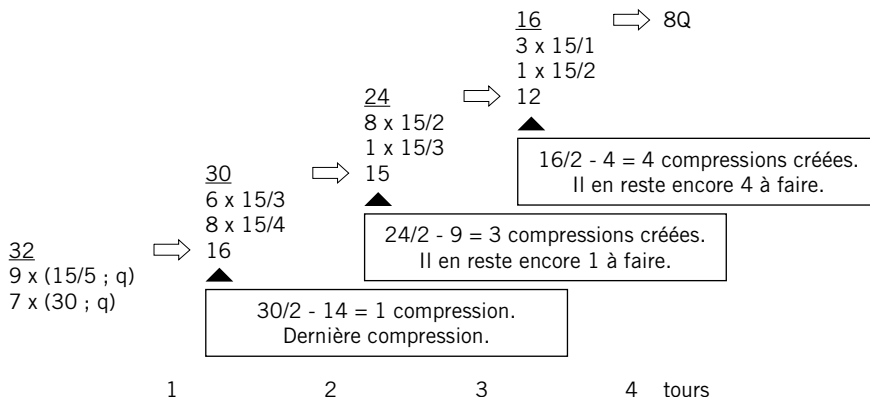 32
9 x (15/5 ; q)
7 x (30 ; q)
30
6 x 15/3
8 x 15/4
16
30/2 - 14 = 1 compression.
Dernière compression.
24
8 x 15/2
1 x 15/3
15
24/2 - 9 = 3 compressions créées.
Il en reste encore 1 à faire.
16
3 x 15/1
1 x 15/2
12
16/2 - 4 = 4 compressions créées.
Il en reste encore 4 à faire.
8Q
1 2 3 4 tours